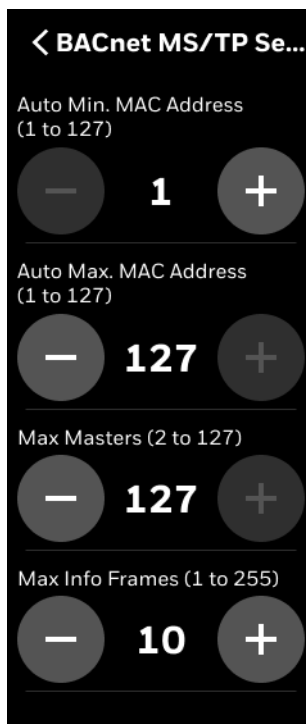 < BACnet MS/TP Se...
Auto Min. MAC Address
(1 to 127)
− 1 +
Auto Max. MAC Address
(1 to 127)
− 127 +
Max Masters (2 to 127)
− 127 +
Max Info Frames (1 to 255)
− 10 +